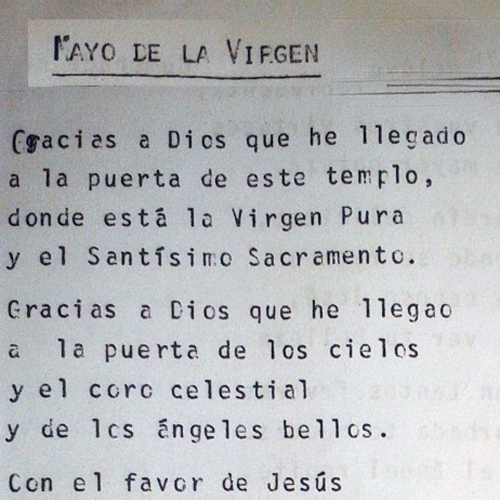 MAYO DE LA VIRGEN
Gracias a Dios que he llegado
a la puerta de este templo,
donde está la Virgen Pura
y el Santísimo Sacramento.
Gracias a Dios que he llegao
a la puerta de los cielos
y el coro celestial
y de los ángeles bellos.
Con el favor de Jesús